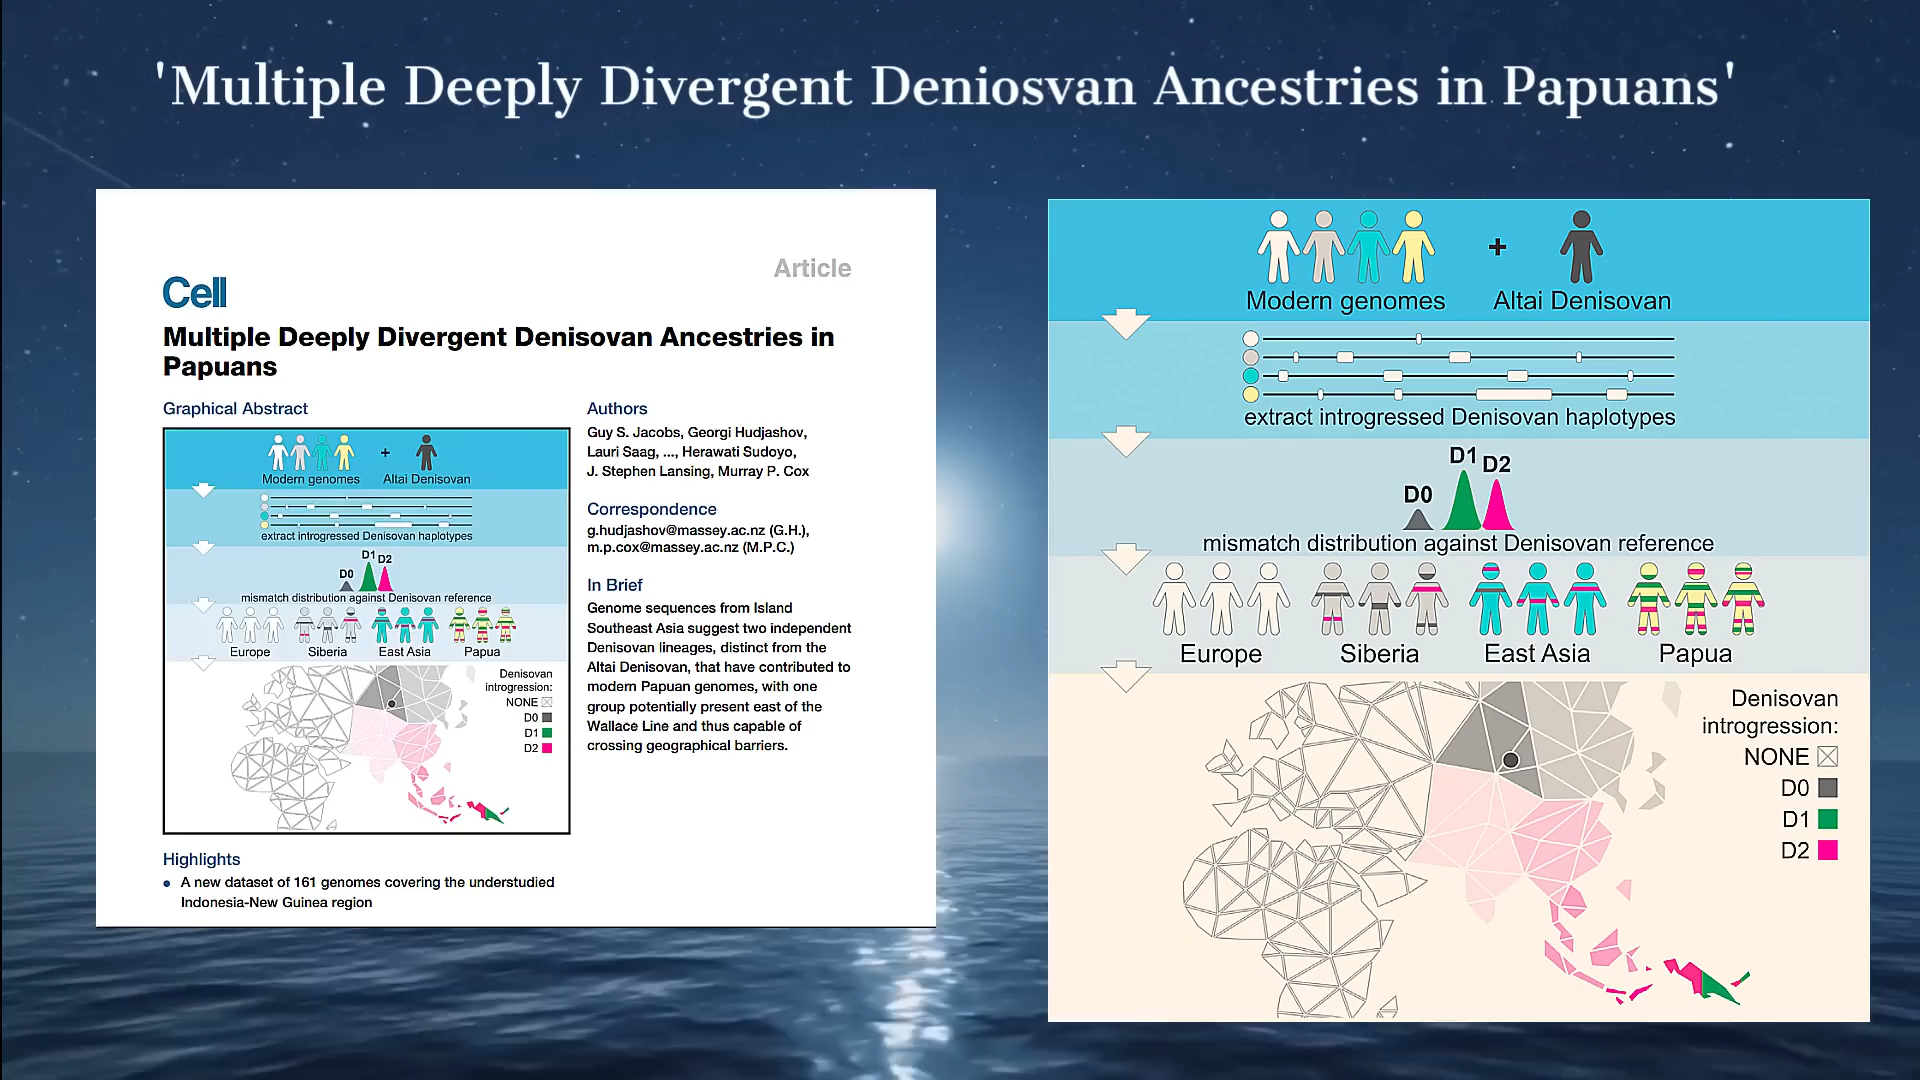 'Multiple Deeply Divergent Deniosvan Ancestries in Papuans'
Article
Cell
Multiple Deeply Divergent Denisovan Ancestries in
Papuans
Graphical Abstract
Modern genomes
+
Altai Denisovan
extract introgressed Denisovan haplotypes
D0
D1
D2
mismatch distribution against Denisovan reference
Europe
Siberia
East Asia
Papua
Denisovan
introgression:
NONE
D0
D1
D2
Authors
Guy S. Jacobs, Georgi Hudjashov,
Lauri Saag, ..., Herawati Sudoyo,
J. Stephen Lansing, Murray P. Cox
Correspondence
g.hudjashov@massey.ac.nz (G.H.),
m.p.cox@massey.ac.nz (M.P.C.)
In Brief
Genome sequences from Island
Southeast Asia suggest two independent
Denisovan lineages, distinct from the
Altai Denisovan, that have contributed to
modern Papuan genomes, with one
group potentially present east of the
Wallace Line and thus capable of
crossing geographical barriers.
Highlights
• A new dataset of 161 genomes covering the understudied
Indonesia-New Guinea region
Modern genomes
+
Altai Denisovan
extract introgressed Denisovan haplotypes
D0
D1
D2
mismatch distribution against Denisovan reference
Europe
Siberia
East Asia
Papua
Denisovan
introgression:
NONE
D0
D1
D2